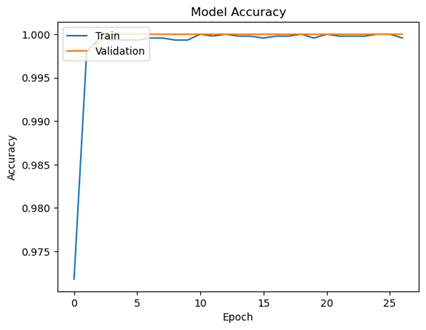 Model Accuracy
1.000
Train
Validation
0.995
0.990
Accuracy
0.985
0.980
0.975
0 5 10 15 20 25
Epoch